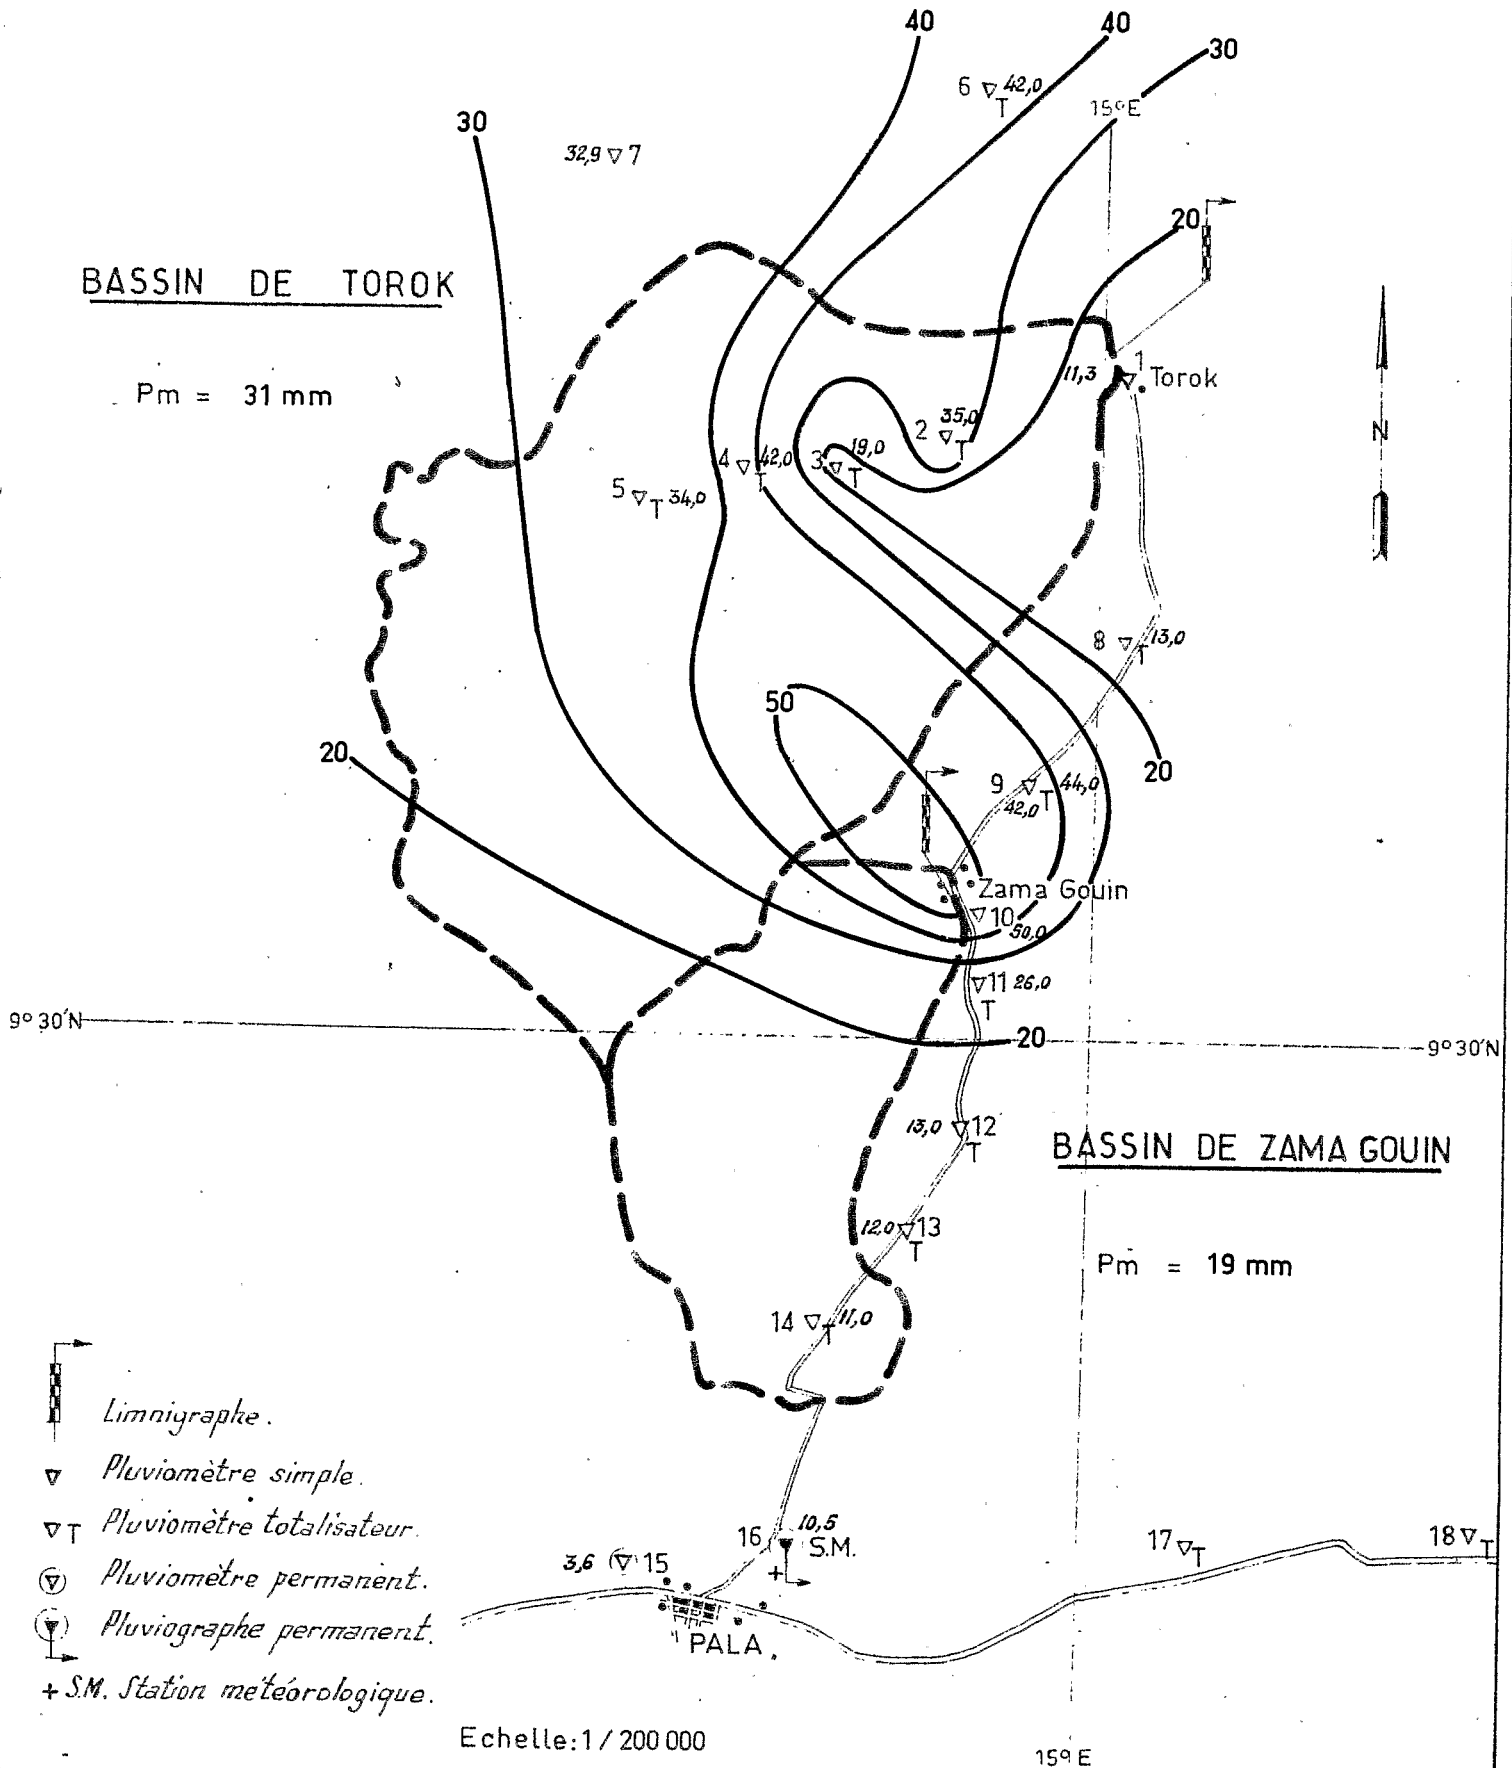 40
40
30
6 42,0
T
15°E
30
32,9 7
20
BASSIN DE TOROK
Pm = 31 mm
11,3 1 Torok
N
2 35,0
T
4 42,0
T
3 19,0
T
5 T 34,0
8 13,0
T
50
20
20
9 T 44,0
42,0
Zama Gouin
10 50,0
11 26,0
T
9° 30'N
20
9° 30'N
13,0 12
T
BASSIN DE ZAMA GOUIN
12,0 13
T
Pm = 19 mm
14 T 11,0
Limnigraphe.
Pluviomètre simple.
T Pluviomètre totalisateur.
Pluviomètre permanent.
Pluviographe permanent.
+ S.M. Station météorologique.
16 10,5
S.M.
+
3,6 15
PALA
17 T
18 T
Echelle: 1 / 200 000
15° E